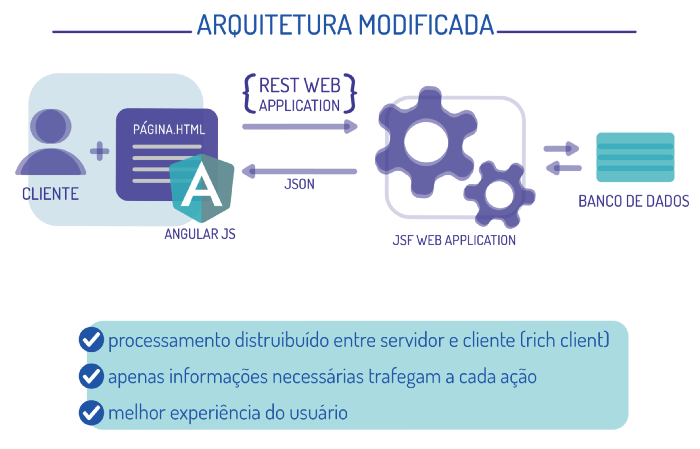 ARQUITETURA MODIFICADA
REST WEB
APPLICATION
PÁGINA.HTML
A
CLIENTE
JSON
ANGULAR JS
JSF WEB APPLICATION
BANCO DE DADOS
processamento distruibuído entre servidor e cliente (rich client)
apenas informações necessárias trafegam a cada ação
melhor experiência do usuário